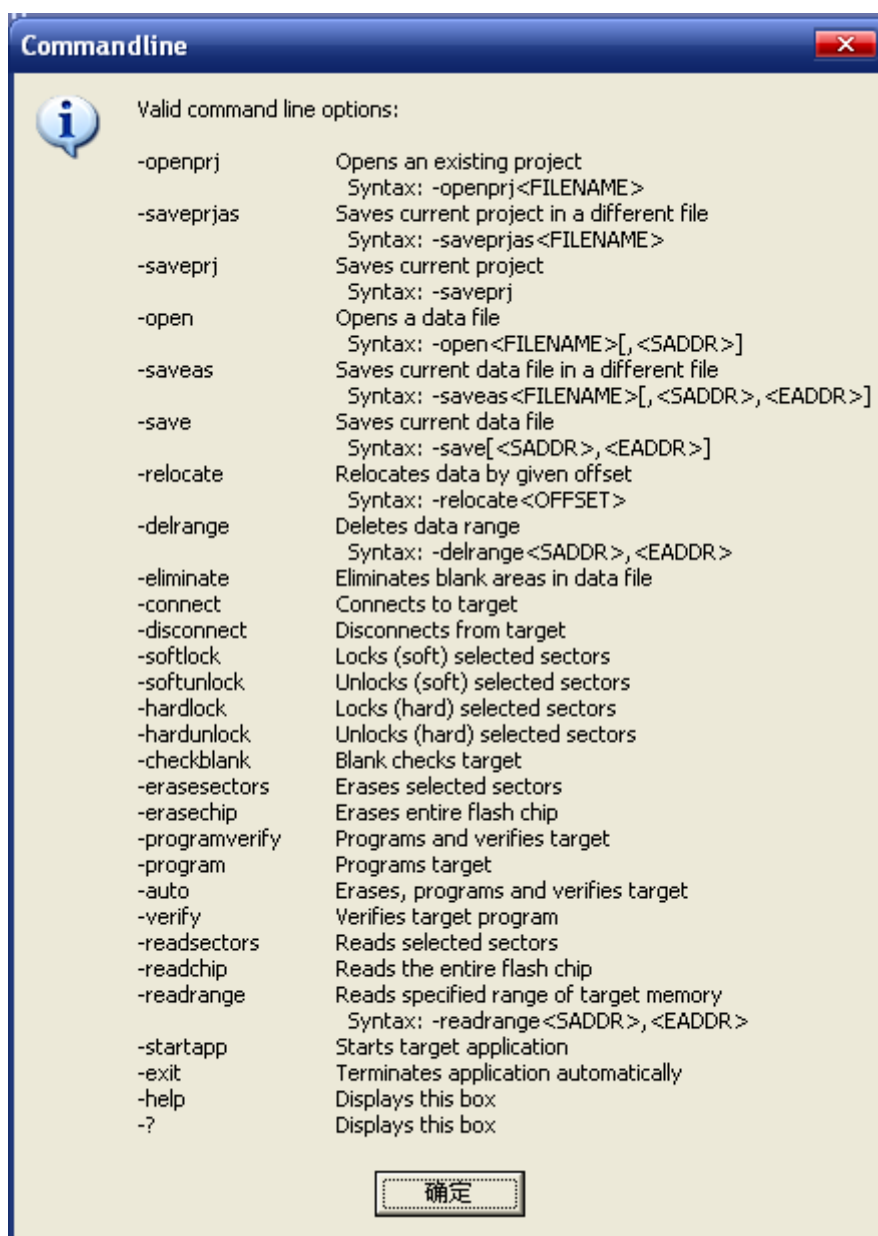 Commandline
Valid command line options:
-openprj Opens an existing project
Syntax: -openprj<FILENAME>
-saveprjas Saves current project in a different file
Syntax: -saveprjas<FILENAME>
-saveprj Saves current project
Syntax: -saveprj
-open Opens a data file
Syntax: -open<FILENAME>[,<SADDR>]
-saveas Saves current data file in a different file
Syntax: -saveas<FILENAME>[,<SADDR>,<EADDR>]
-save Saves current data file
Syntax: -save[<SADDR>,<EADDR>]
-relocate Relocates data by given offset
Syntax: -relocate<OFFSET>
-delrange Deletes data range
Syntax: -delrange<SADDR>,<EADDR>
-eliminate Eliminates blank areas in data file
-connect Connects to target
-disconnect Disconnects from target
-softlock Locks (soft) selected sectors
-softunlock Unlocks (soft) selected sectors
-hardlock Locks (hard) selected sectors
-hardunlock Unlocks (hard) selected sectors
-checkblank Blank checks target
-erasesectors Erases selected sectors
-erasechip Erases entire flash chip
-programverify Programs and verifies target
-program Programs target
-auto Erases, programs and verifies target
-verify Verifies target program
-readsectors Reads selected sectors
-readchip Reads the entire flash chip
-readrange Reads specified range of target memory
Syntax: -readrange<SADDR>,<EADDR>
-startapp Starts target application
-exit Terminates application automatically
-help Displays this box
-? Displays this box
确定